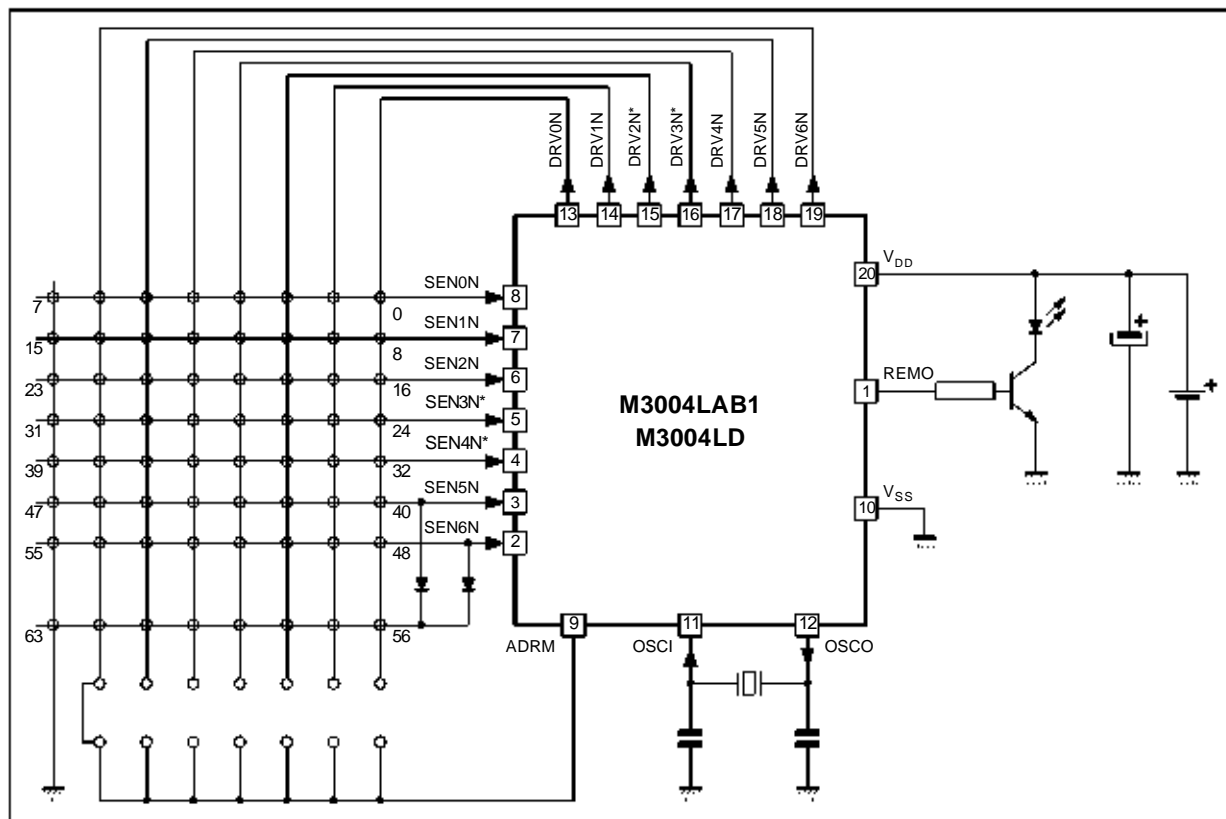 DRV0N
DRV1N
DRV2N*
DRV3N*
DRV4N
DRV5N
DRV6N
13 14 15 16 17 18 19
20 VDD
7 0 SEN0N 8
15 8 SEN1N 7
23 16 SEN2N 6
31 24 SEN3N* 5
39 32 SEN4N* 4
47 40 SEN5N 3
55 48 SEN6N 2
63 56
M3004LAB1
M3004LD
1 REMO
+
+
10 VSS
9 11 12
ADRM OSCI OSCO